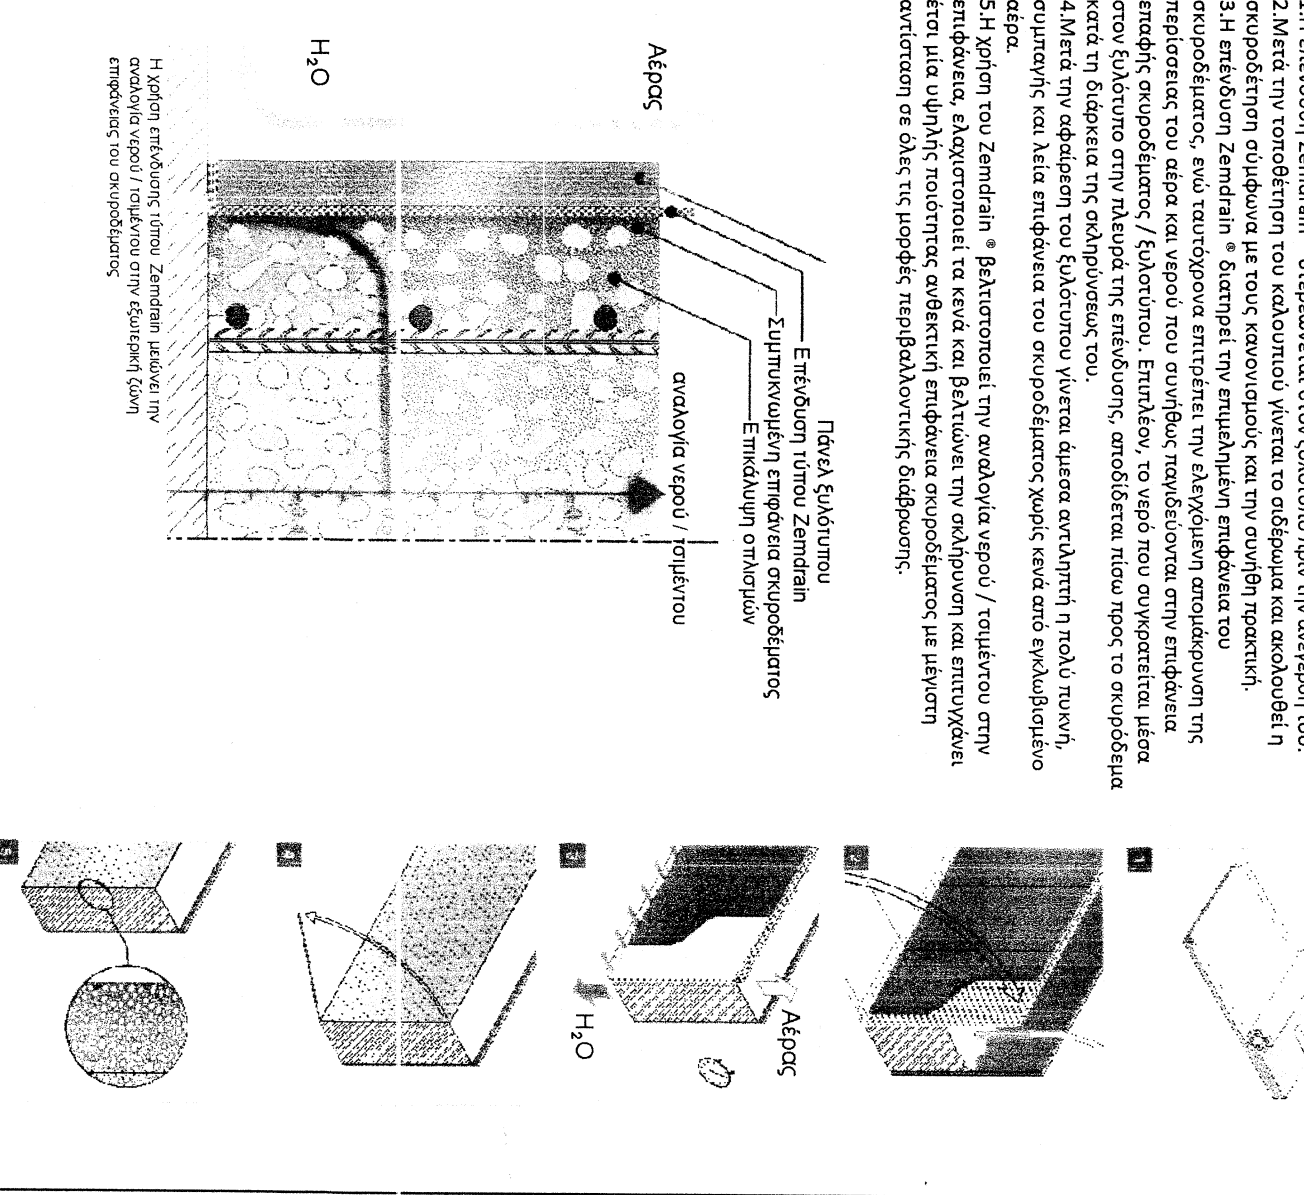 2.Μετά την τοποθέτηση του καλουπιού γίνεται το σιδέρωμα και ακολουθεί η
σκυροδέτηση σύμφωνα με τους κανονισμούς και την συνήθη πρακτική.
3.Η επένδυση Zemdrain ® διατηρεί την επιμελημένη επιφάνεια του
σκυροδέματος, ενώ ταυτόχρονα επιτρέπει την ελεγχόμενη απομάκρυνση της
περίσσειας του αέρα και νερού που συνήθως παγιδεύονται στην επιφάνεια
επαφής σκυροδέματος / ξυλοτύπου. Επιπλέον, το νερό που συγκρατείται μέσα
στον ξυλότυπο στην πλευρά της επένδυσης, αποδίδεται πίσω προς το σκυρόδεμα
κατά τη διάρκεια της σκληρύνσεως του.
4.Μετά την αφαίρεση του ξυλότυπου γίνεται άμεσα αντιληπτή η πολύ πυκνή,
συμπαγής και λεία επιφάνεια του σκυροδέματος χωρίς κενά από εγκλωβισμένο
αέρα.
5.Η χρήση του Zemdrain ® βελτιστοποιεί την αναλογία νερού / τσιμέντου στην
επιφάνεια, ελαχιστοποιεί τα κενά και βελτιώνει την σκλήρυνση και επιτυγχάνει
έτσι μία υψηλής ποιότητας ανθεκτική επιφάνεια σκυροδέματος με μέγιστη
αντίσταση σε όλες τις μορφές περιβαλλοντικής διάβρωσης.
Πάνελ ξυλότυπου
Επένδυση τύπου Zemdrain
Συμπυκνωμένη επιφάνεια σκυροδέματος
Επικάλυψη οπλισμών
αναλογία νερού / τσιμέντου
Αέρας
H₂O
Η χρήση επένδυσης τύπου Zemdrain μειώνει την
αναλογία νερού / τσιμέντου στην εξωτερική ζώνη
επιφάνειας του σκυροδέματος
1
2
3
Αέρας
H₂O
4
5